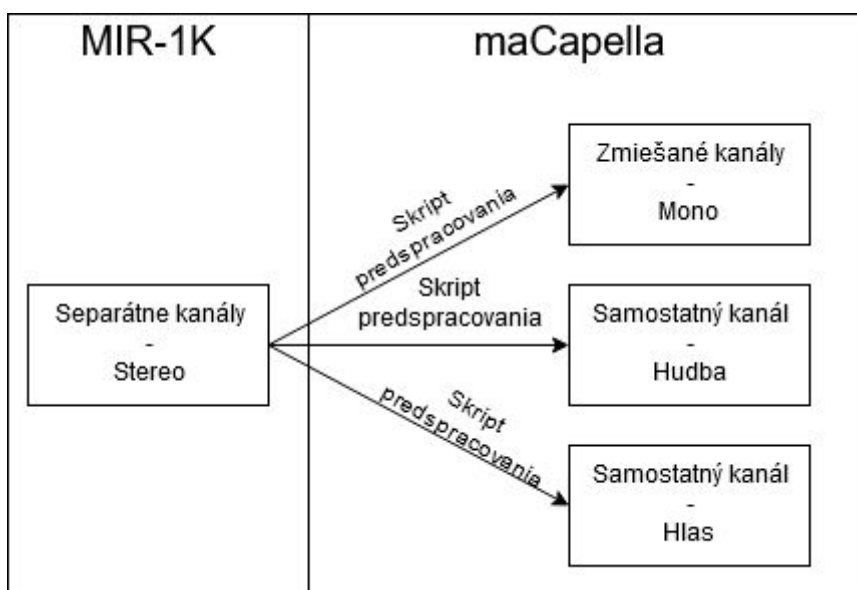 MIR-1K
maCapella
Separátne kanály
-
Stereo
Skript
predspracovania
Zmiešané kanály
-
Mono
Skript
predspracovania
Samostatný kanál
-
Hudba
Skript
predspracovania
Samostatný kanál
-
Hlas